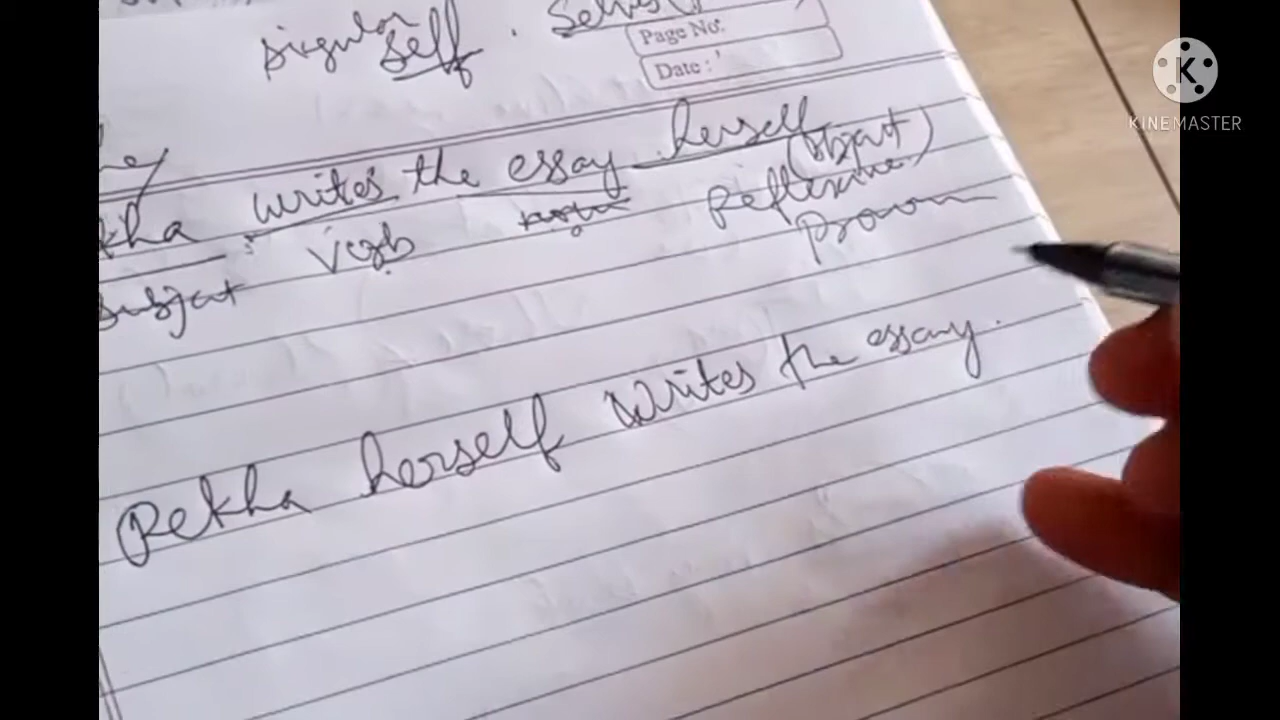 singular self . Selves
Page No.
Date :
KINEMASTER
kha writes the essay herself
(object)
subject verb Reflexive
Pronoun
Rekha herself writes the essay.